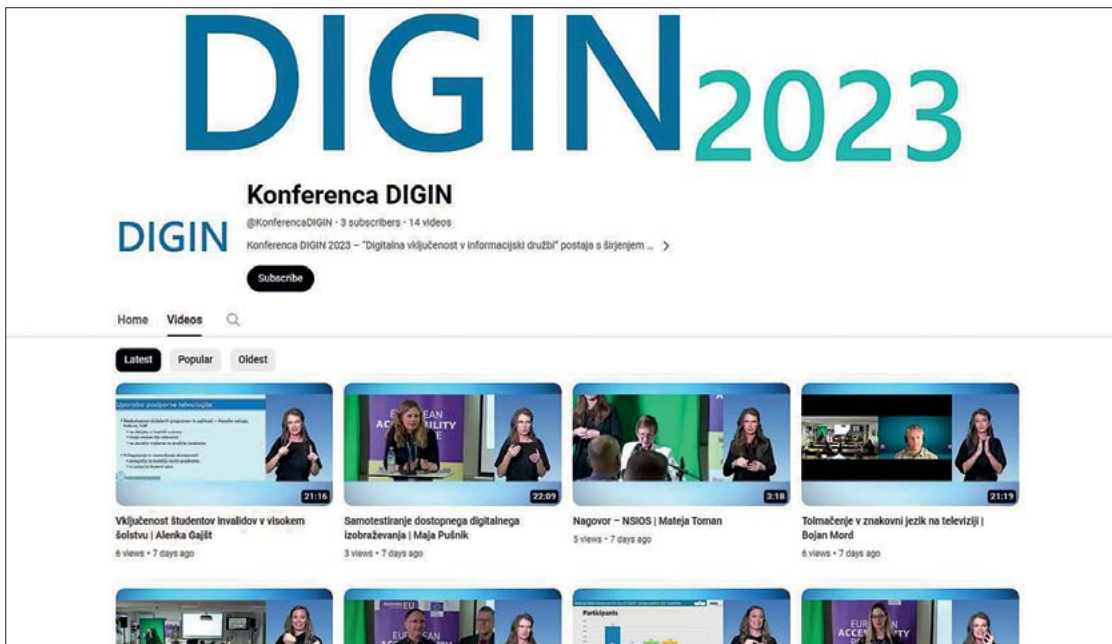 DIGIN 2023
DIGIN
Konferenca DIGIN
@KonferencaDIGIN · 3 subscribers · 14 videos
Konferenca DIGIN 2023 – "Digitalna vključenost v informacijski družbi" postaja s širjenjem ...
Subscribe
Home Videos
Latest Popular Oldest
Uporaba podporne tehnologije
21:16
EUROPEAN
22:09
3:18
21:19
Vključenost študentov invalidov v visokem
šolstvu | Alenka Gajšt
6 views • 7 days ago
Samotestiranje dostopnega digitalnega
izobraževanja | Maja Pušnik
3 views • 7 days ago
Nagovor – NSIOS | Mateja Toman
5 views • 7 days ago
Tolmačenje v znakovni jezik na televiziji |
Bojan Mord
6 views • 7 days ago
EU
Participants